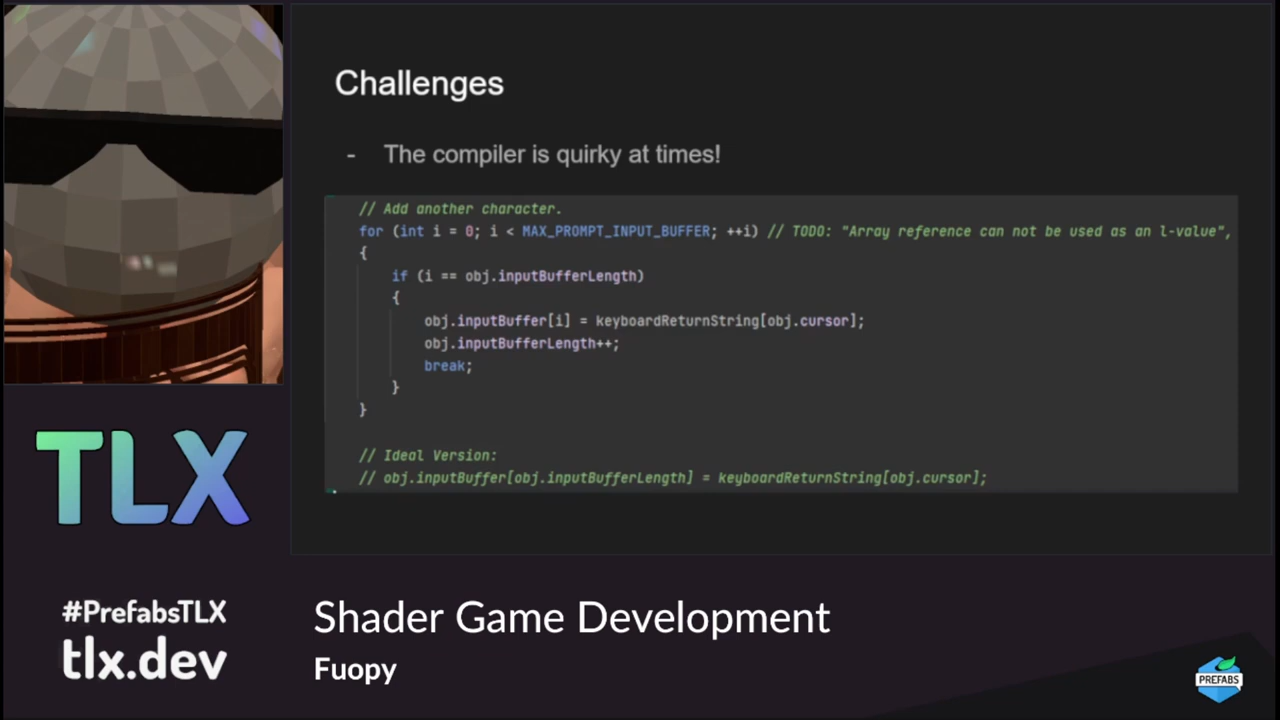 Challenges
- The compiler is quirky at times!
// Add another character.
for (int i = 0; i < MAX_PROMPT_INPUT_BUFFER; ++i) // TODO: "Array reference can not be used as an l-value",
{
if (i == obj.inputBufferLength)
{
obj.inputBuffer[i] = keyboardReturnString[obj.cursor];
obj.inputBufferLength++;
break;
}
}
// Ideal Version:
// obj.inputBuffer[obj.inputBufferLength] = keyboardReturnString[obj.cursor];
TLX
#PrefabsTLX
tlx.dev
Shader Game Development
Fuopy
PREFABS